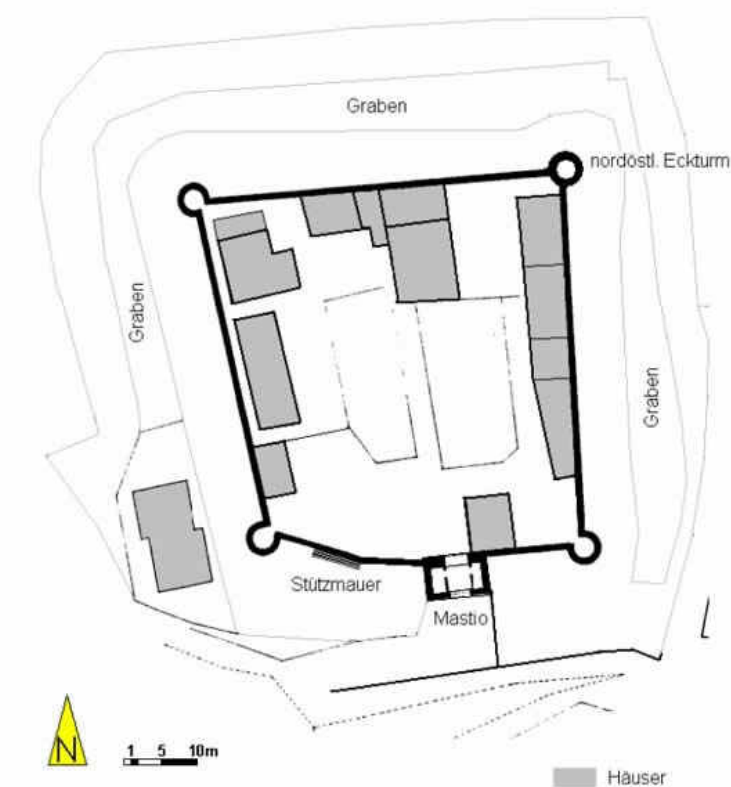 Graben
nordöstl. Eckturm
Graben
Graben
Stützmauer
Mastio
N
1 5 10m
Häuser